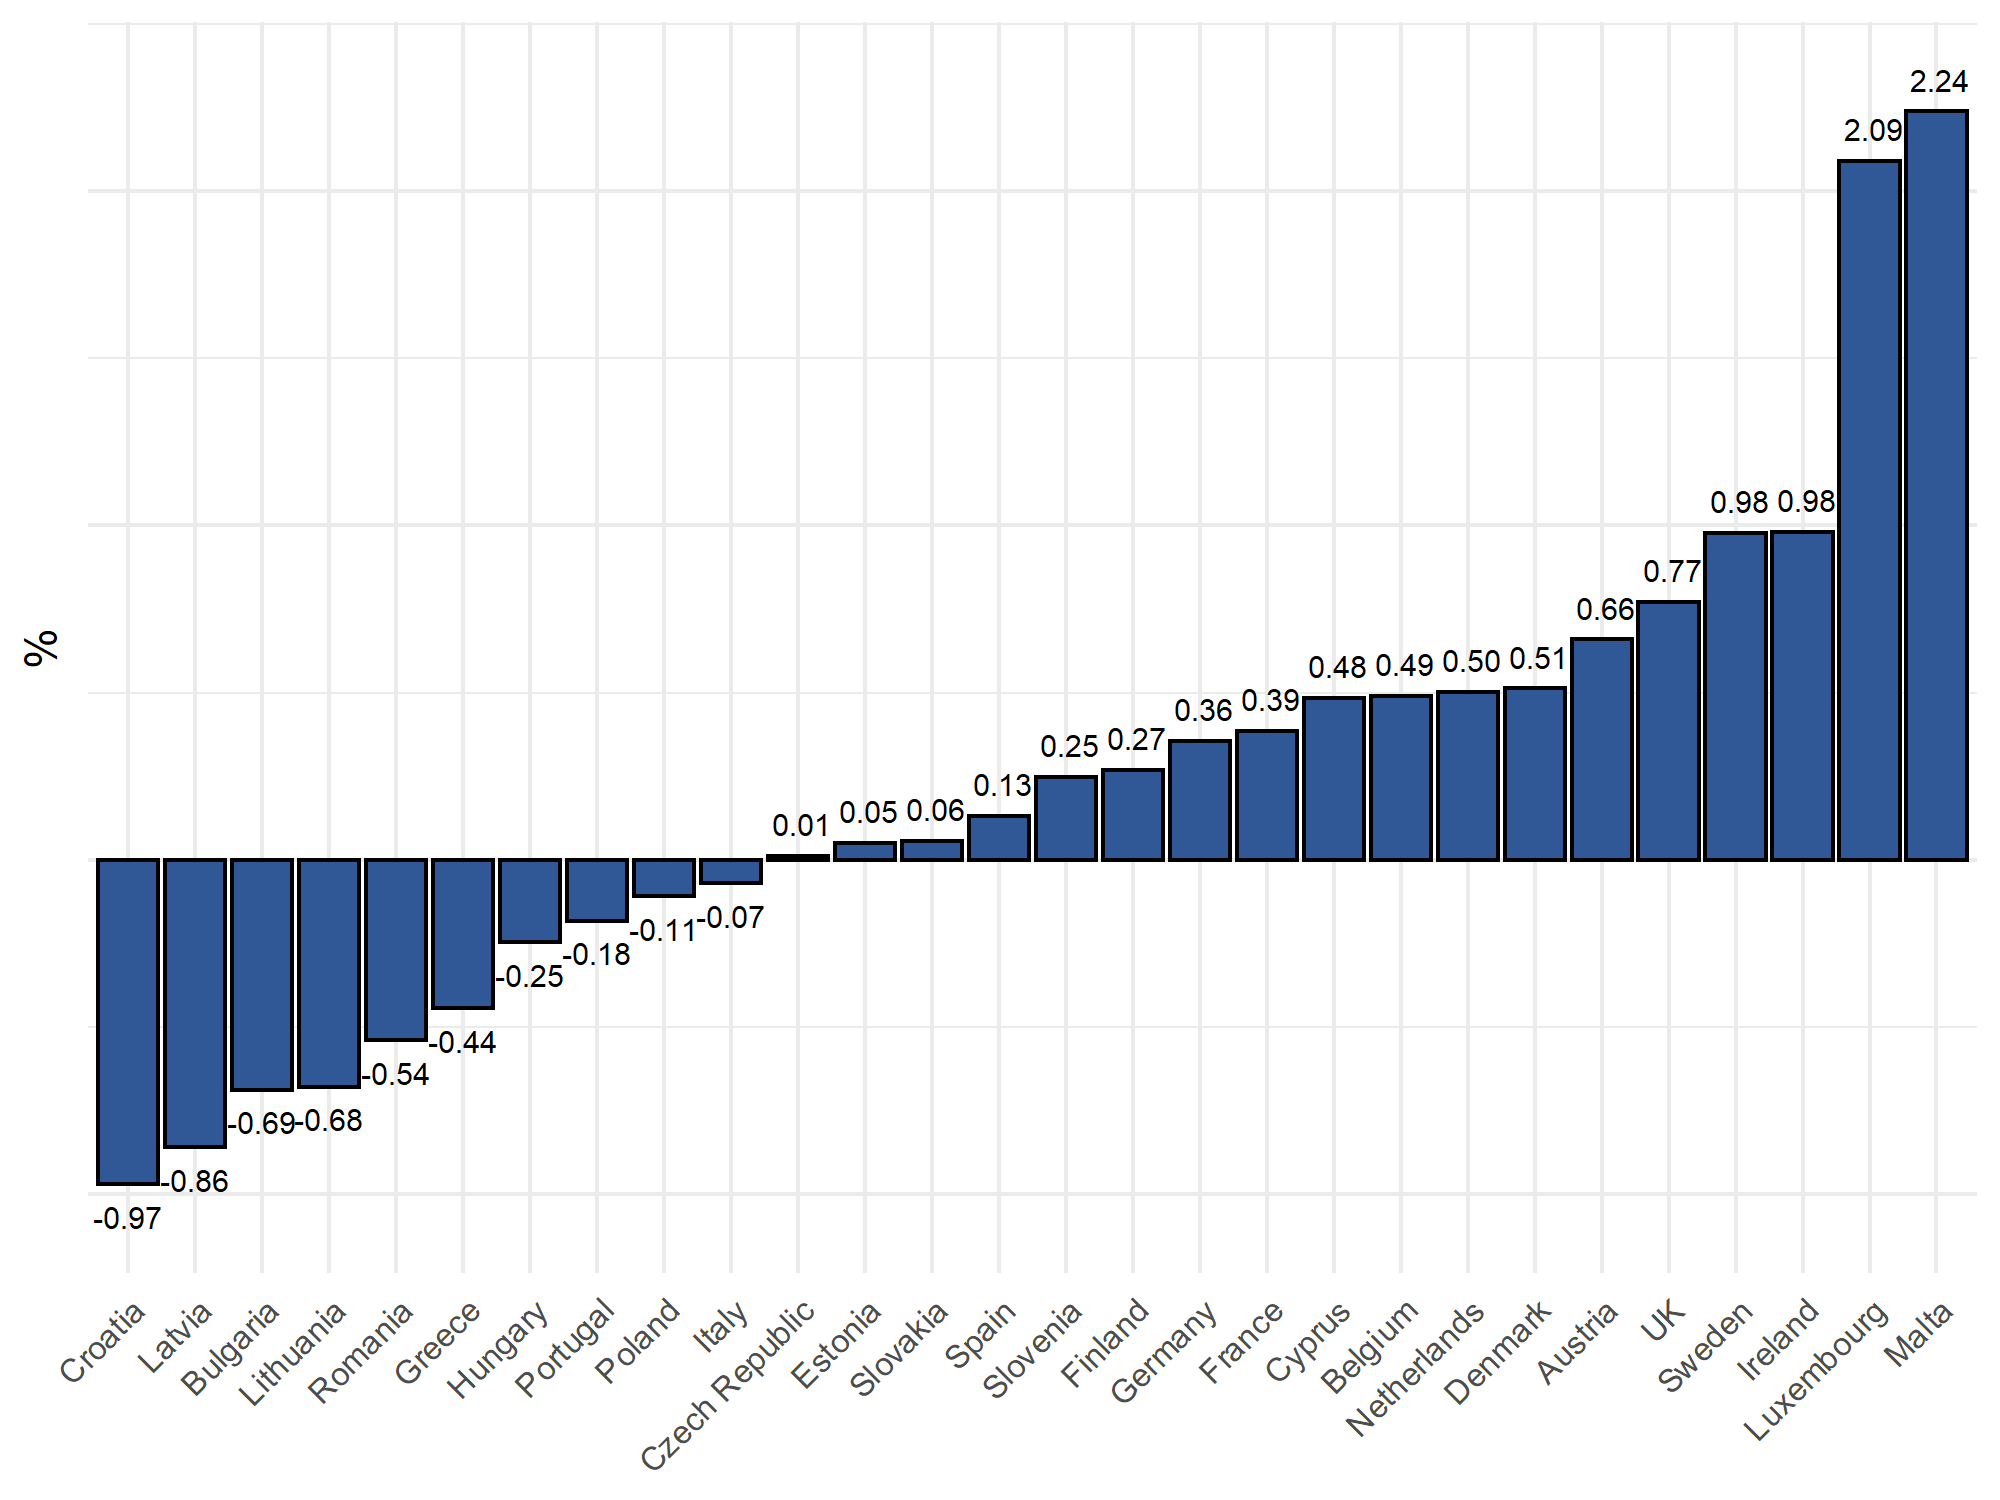 %
2.24
2.09
0.98 0.98
0.77
0.66
0.48 0.49 0.50 0.51
0.36 0.39
0.25 0.27
0.13
0.01 0.05 0.06
-0.11 -0.07
-0.25 -0.18
-0.44
-0.54
-0.69 -0.68
-0.86
-0.97
Croatia
Latvia
Bulgaria
Lithuania
Romania
Greece
Hungary
Portugal
Poland
Italy
Czech Republic
Estonia
Slovakia
Spain
Slovenia
Finland
Germany
France
Cyprus
Belgium
Netherlands
Denmark
Austria
UK
Sweden
Ireland
Luxembourg
Malta